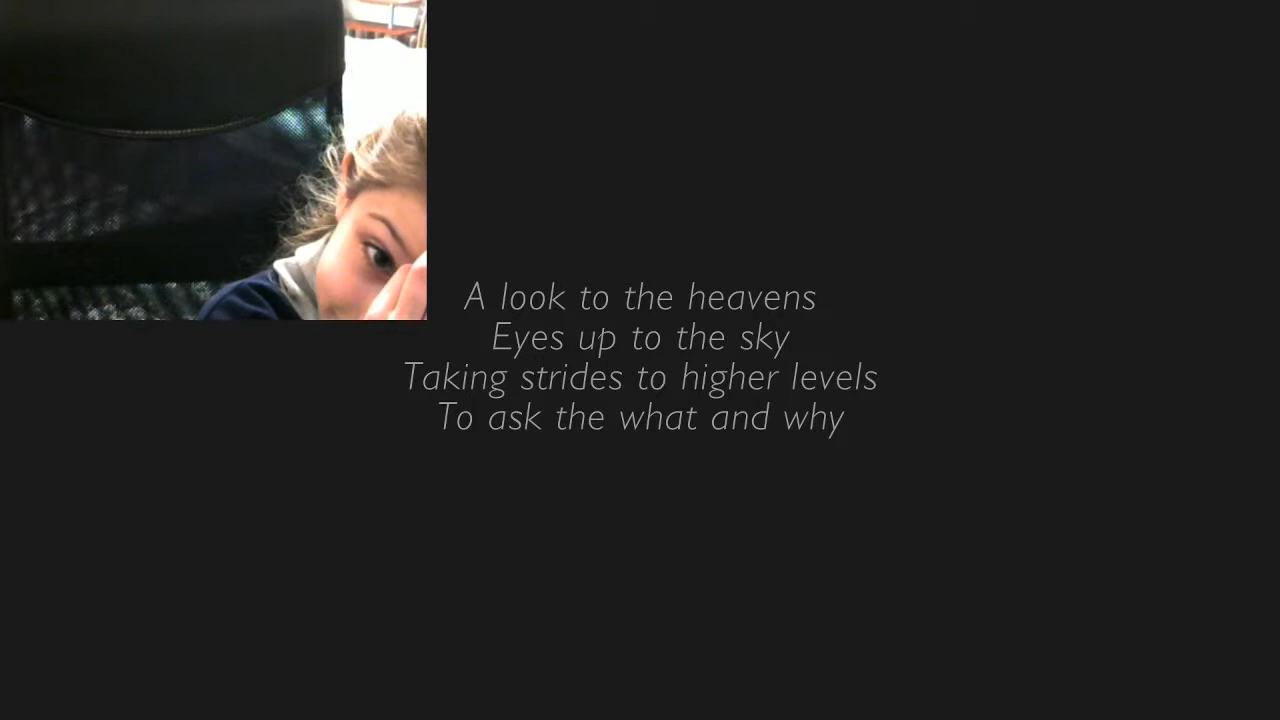 A look to the heavens
Eyes up to the sky
Taking strides to higher levels
To ask the what and why